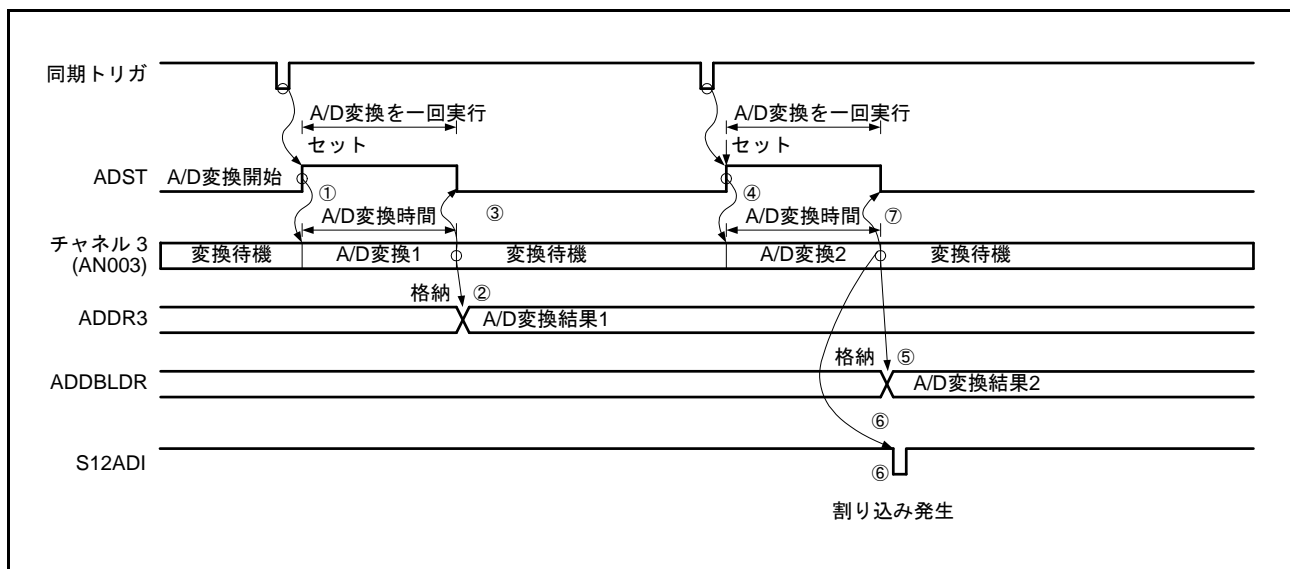 同期トリガ
A/D変換を一回実行
A/D変換を一回実行
セット
セット
ADST
A/D変換開始
①
④
A/D変換時間
③
A/D変換時間
⑦
チャネル 3
(AN003)
変換待機
A/D変換1
変換待機
A/D変換2
変換待機
格納
②
ADDR3
A/D変換結果1
格納
⑤
ADDBLDR
A/D変換結果2
⑥
S12ADI
⑥
割り込み発生